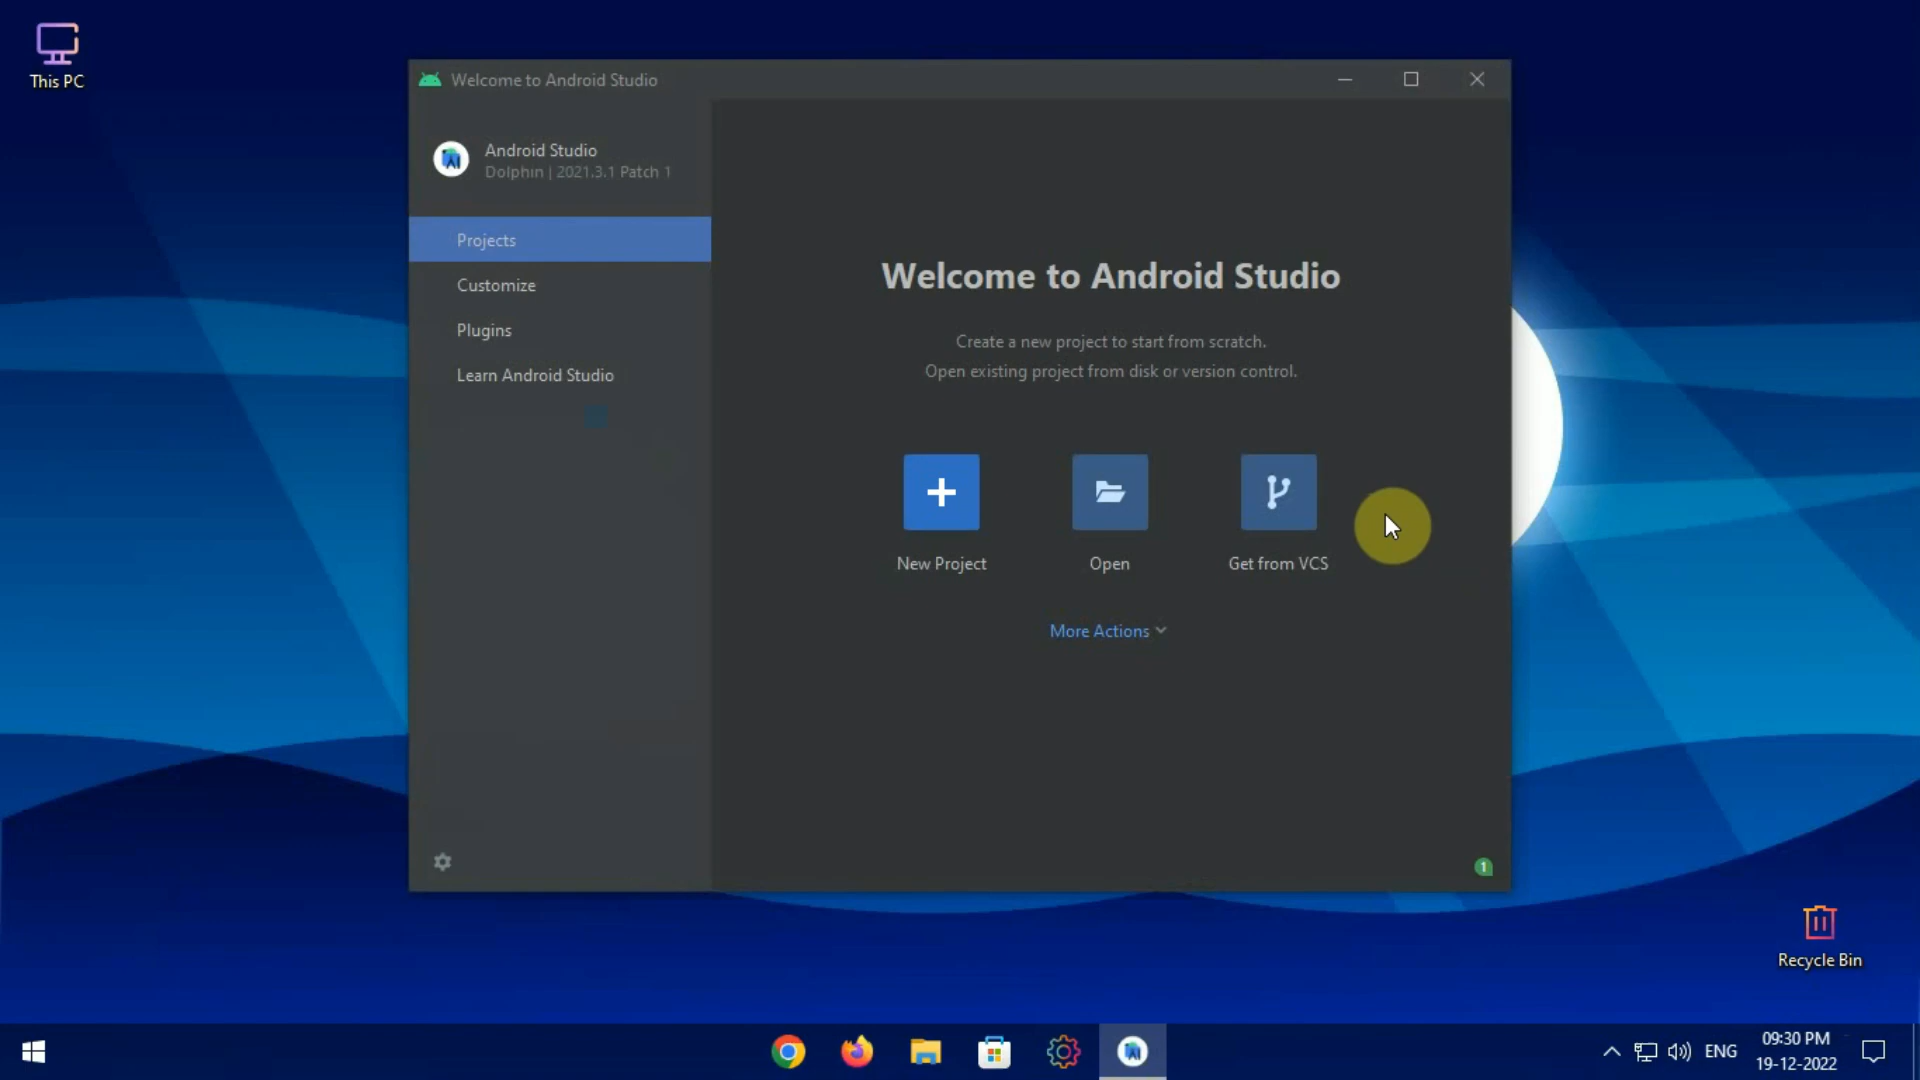 This PC
Welcome to Android Studio
Android Studio
Dolphin | 2021.3.1 Patch 1
Projects
Customize
Plugins
Learn Android Studio
Welcome to Android Studio
Create a new project to start from scratch.
Open existing project from disk or version control.
New Project
Open
Get from VCS
More Actions
1
Recycle Bin
ENG
09:30 PM
19-12-2022